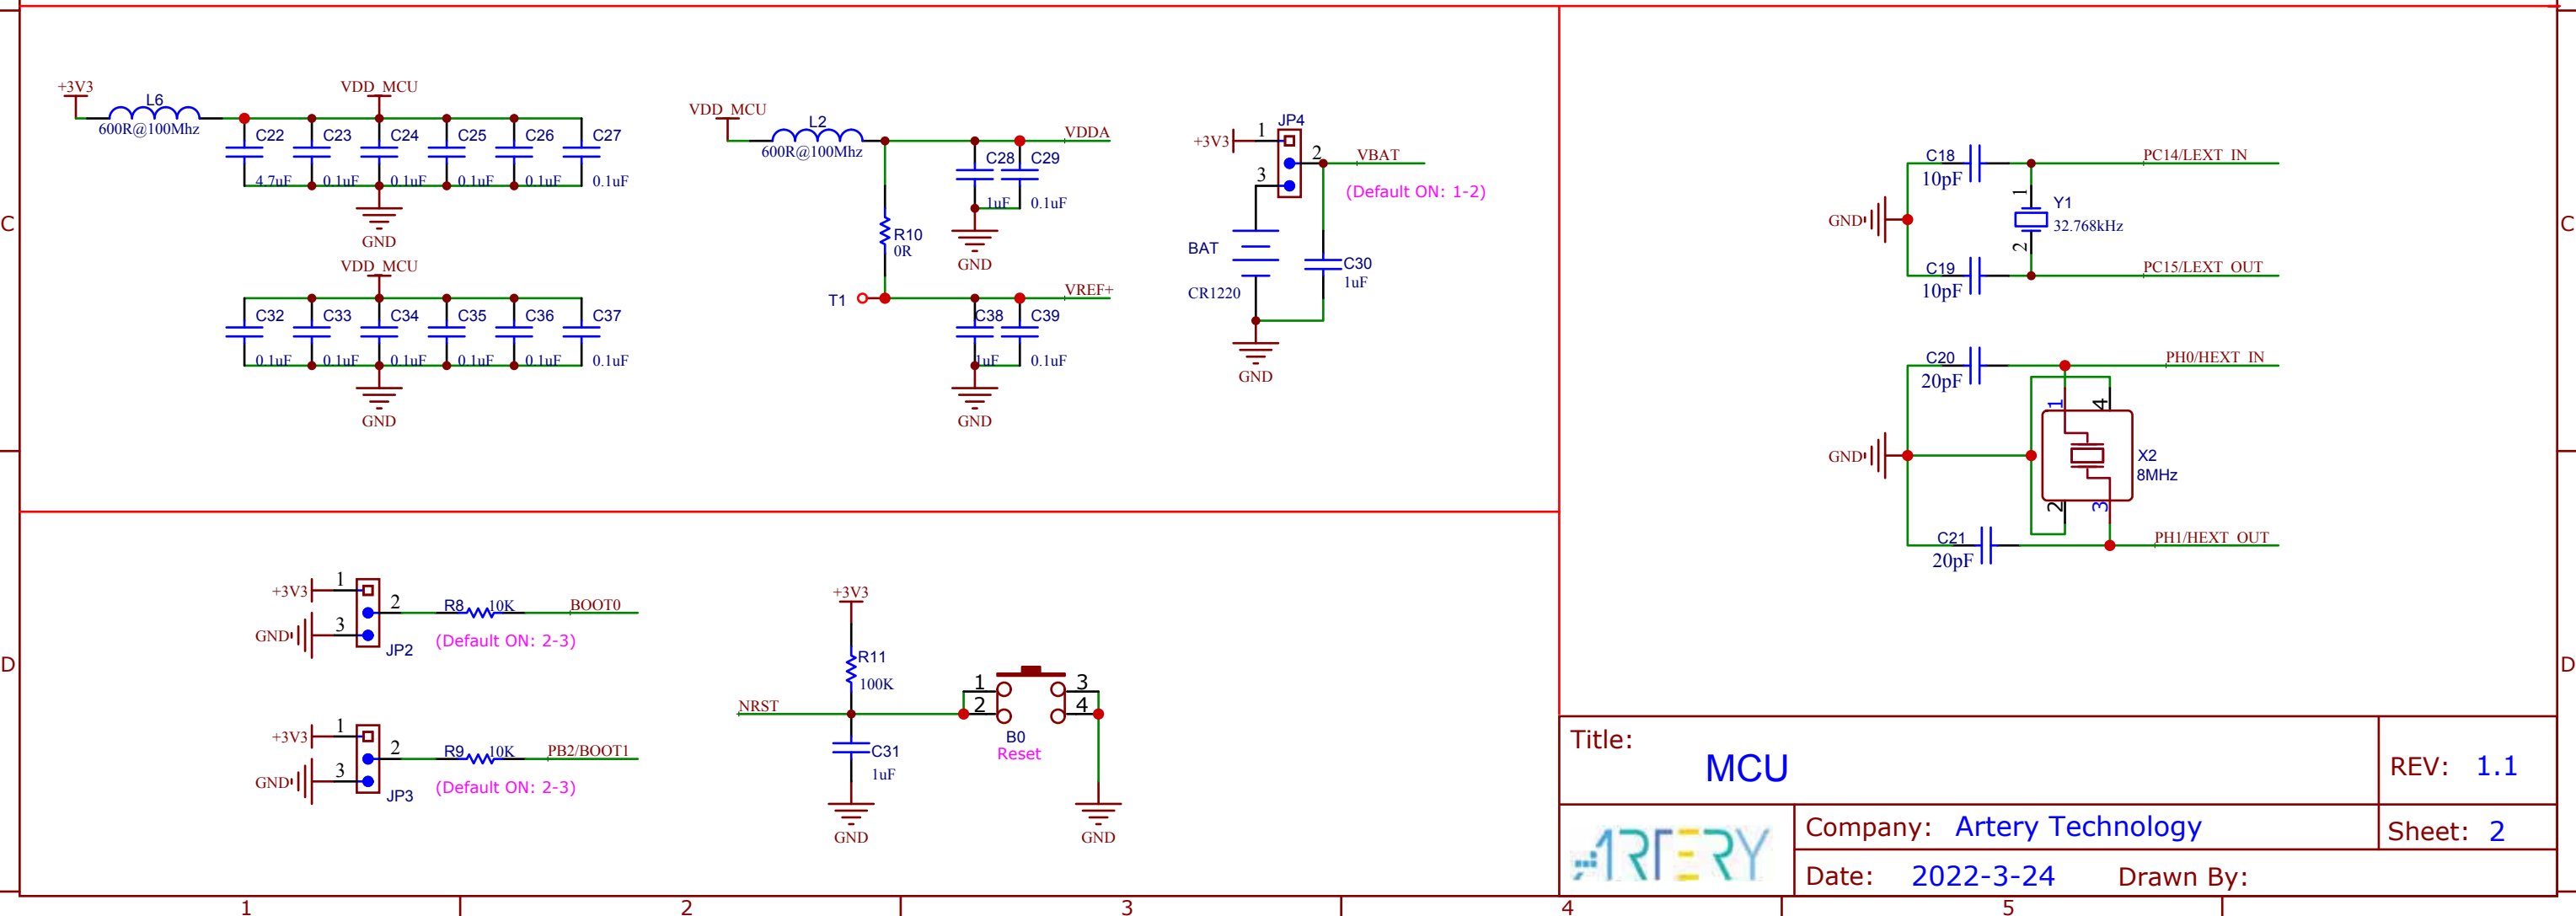 +3V3
L6
600R@100Mhz
VDD_MCU
C22 C23 C24 C25 C26 C27
4.7uF 0.1uF 0.1uF 0.1uF 0.1uF 0.1uF
GND
VDD_MCU
C32 C33 C34 C35 C36 C37
0.1uF 0.1uF 0.1uF 0.1uF 0.1uF 0.1uF
GND
VDD_MCU
L2
600R@100Mhz
VDDA
C28 C29
1uF 0.1uF
GND
R10
0R
T1
VREF+
C38 C39
1uF 0.1uF
GND
JP4
+3V3
1
2
3
VBAT
(Default ON: 1-2)
BAT
CR1220
C30
1uF
GND
C18
10pF
PC14/LEXT_IN
GND
1
Y1
32.768kHz
2
C19
10pF
PC15/LEXT_OUT
C20
20pF
PH0/HEXT_IN
1 4
GND
X2
8MHz
2 3
C21
20pF
PH1/HEXT_OUT
+3V3
1
2
R8 10K
BOOT0
GND
3
JP2
(Default ON: 2-3)
+3V3
1
2
R9 10K
PB2/BOOT1
GND
3
JP3
(Default ON: 2-3)
+3V3
R11
100K
NRST
1 3
2 4
B0
Reset
C31
1uF
GND
GND
Title:
MCU
REV: 1.1
ARTERY
Company: Artery Technology
Sheet: 2
Date: 2022-3-24 Drawn By:
C
C
D
D
1 2 3 4 5